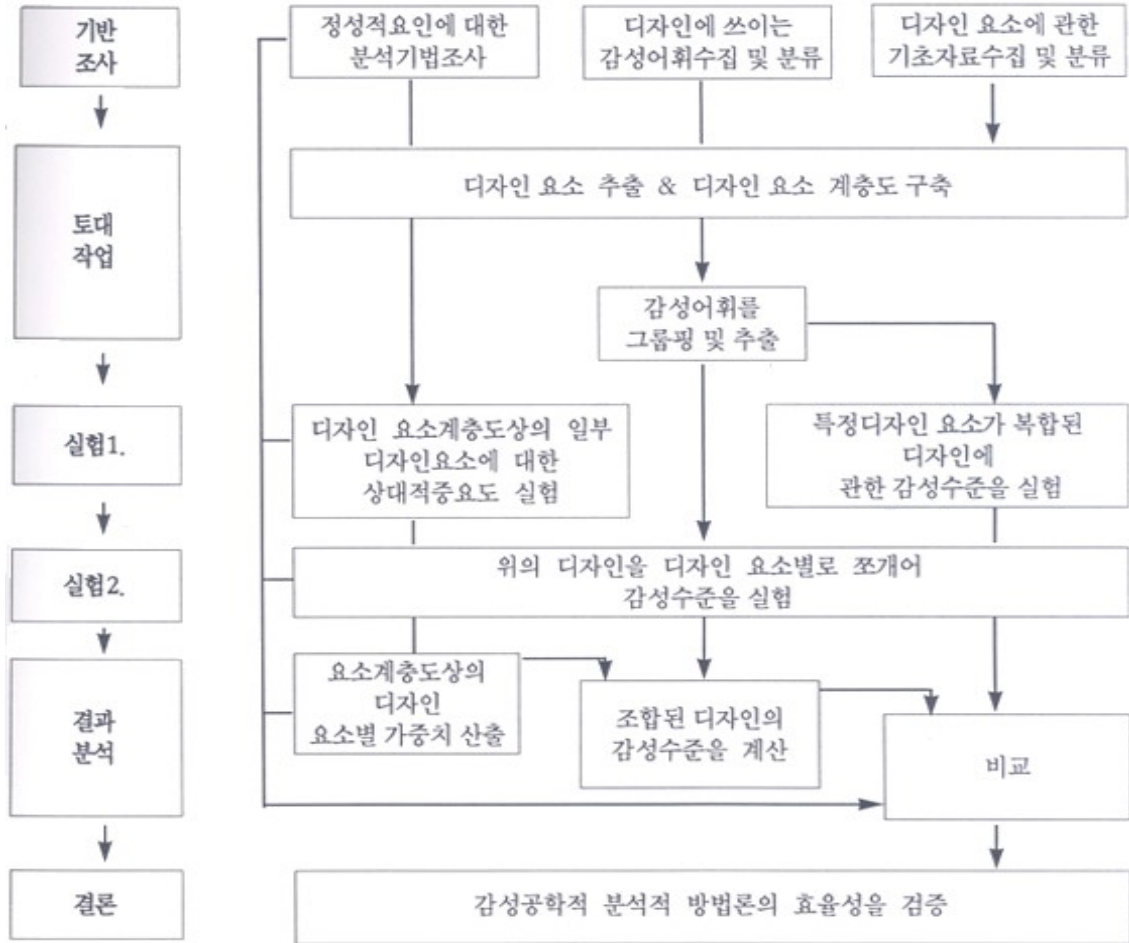 기반
조사
정성적요인에 대한
분석기법조사
디자인에 쓰이는
감성어휘수집 및 분류
디자인 요소에 관한
기초자료수집 및 분류
토대
작업
디자인 요소 추출 & 디자인 요소 계층도 구축
감성어휘를
그룹핑 및 추출
실험1.
디자인 요소계층도상의 일부
디자인요소에 대한
상대적중요도 실험
특정디자인 요소가 복합된
디자인에
관한 감성수준을 실험
실험2.
위의 디자인을 디자인 요소별로 쪼개어
감성수준을 실험
결과
분석
요소계층도상의
디자인
요소별 가중치 산출
조합된 디자인의
감성수준을 계산
비교
결론
감성공학적 분석적 방법론의 효율성을 검증